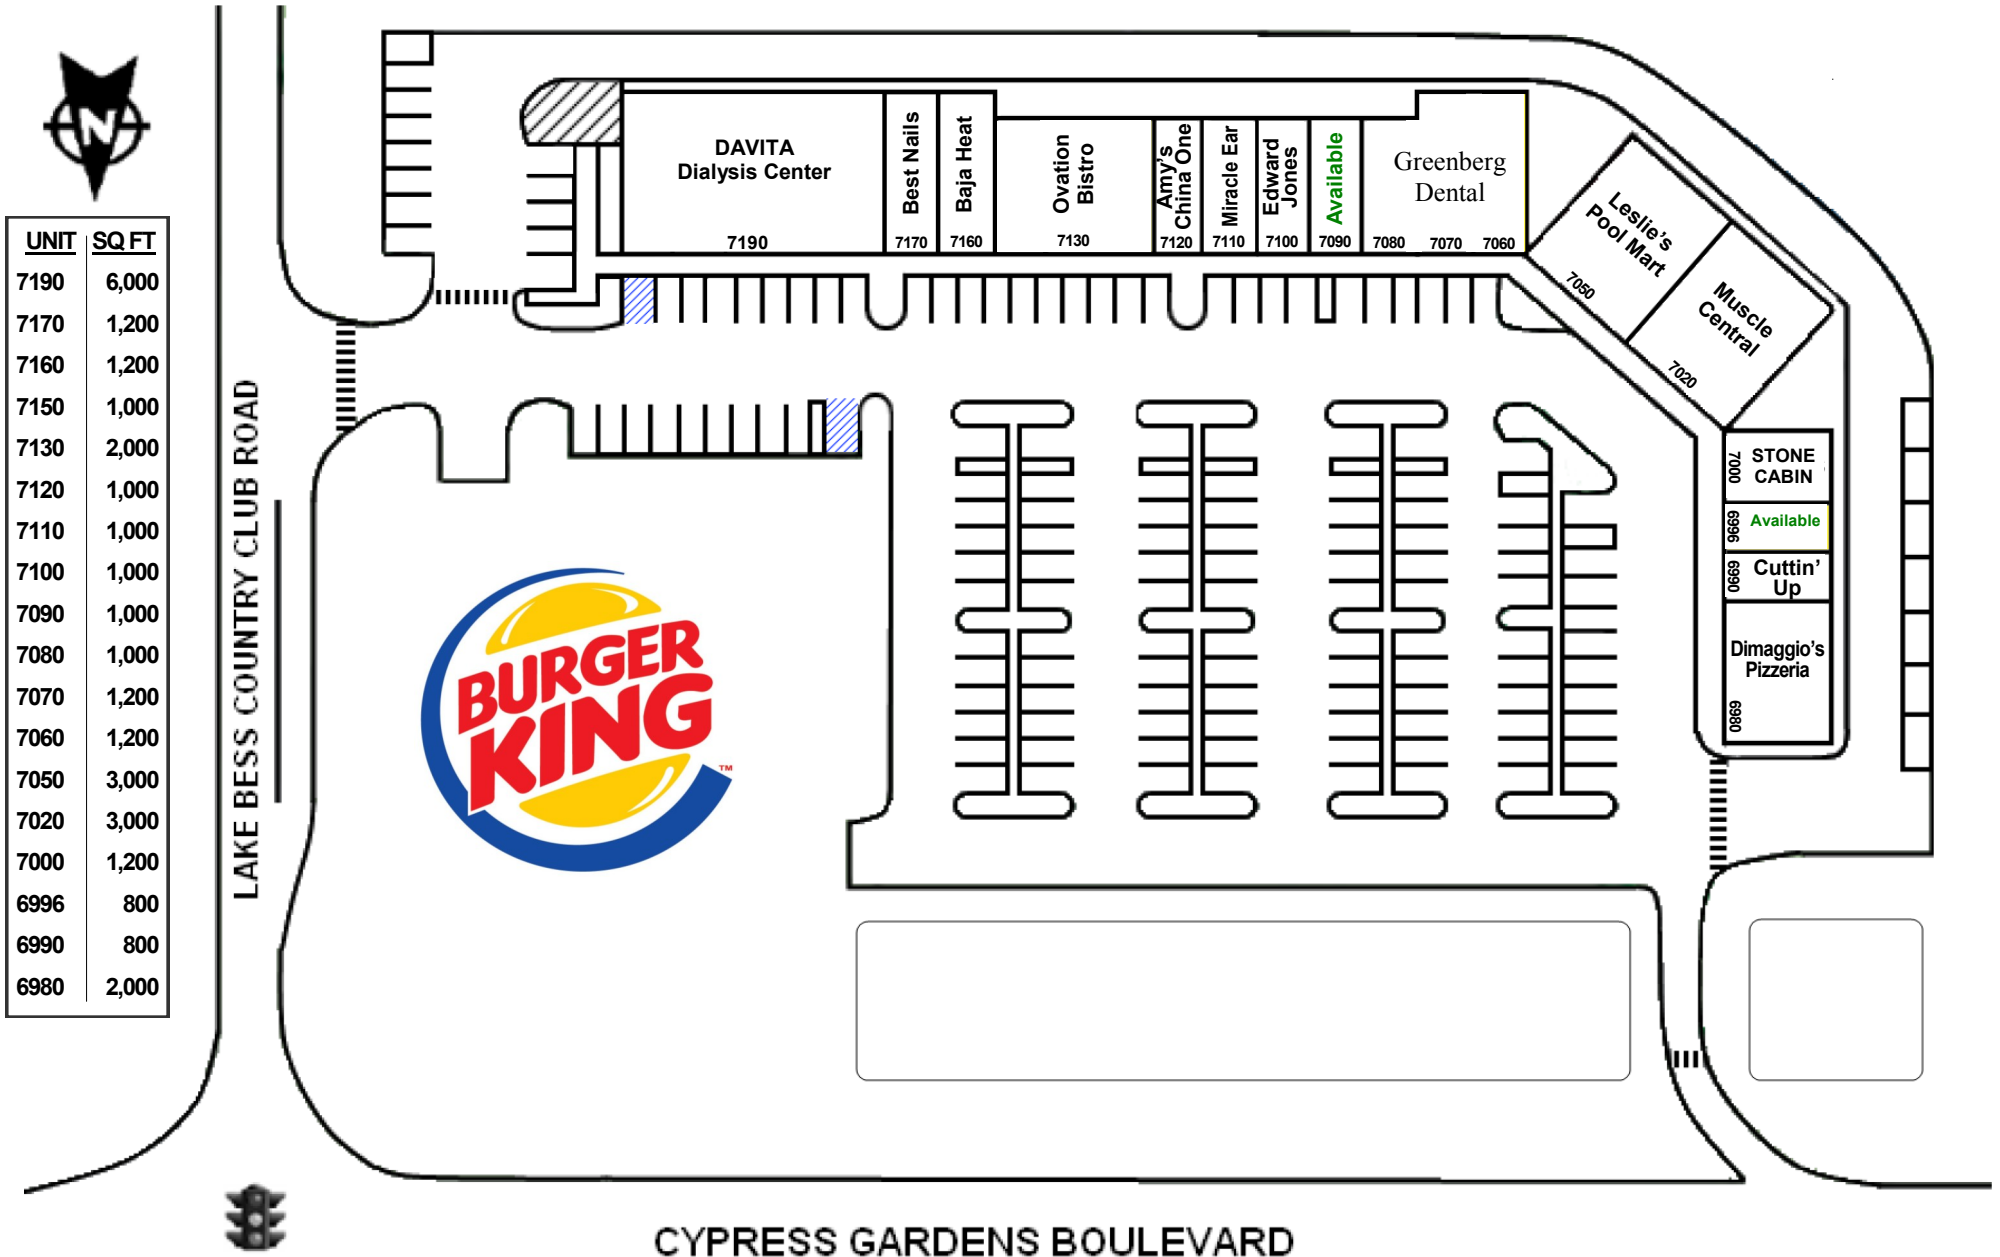 N
UNIT SQ FT
7190 6,000
7170 1,200
7160 1,200
7150 1,000
7130 2,000
7120 1,000
7110 1,000
7100 1,000
7090 1,000
7080 1,000
7070 1,200
7060 1,200
7050 3,000
7020 3,000
7000 1,200
6996 800
6990 800
6980 2,000
LAKE BESS COUNTRY CLUB ROAD
DAVITA
Dialysis Center
7190
Best Nails
7170
Baja Heat
7160
Ovation
Bistro
7130
Amy's
China One
7120
Miracle Ear
7110
Edward
Jones
7100
Available
7090
Greenberg
Dental
7080 7070 7060
Leslie's
Pool Mart
7050
Muscle
Central
7020
STONE
CABIN
7000
Available
6996
Cuttin'
Up
6990
Dimaggio's
Pizzeria
6980
BURGER
KING
TM
CYPRESS GARDENS BOULEVARD